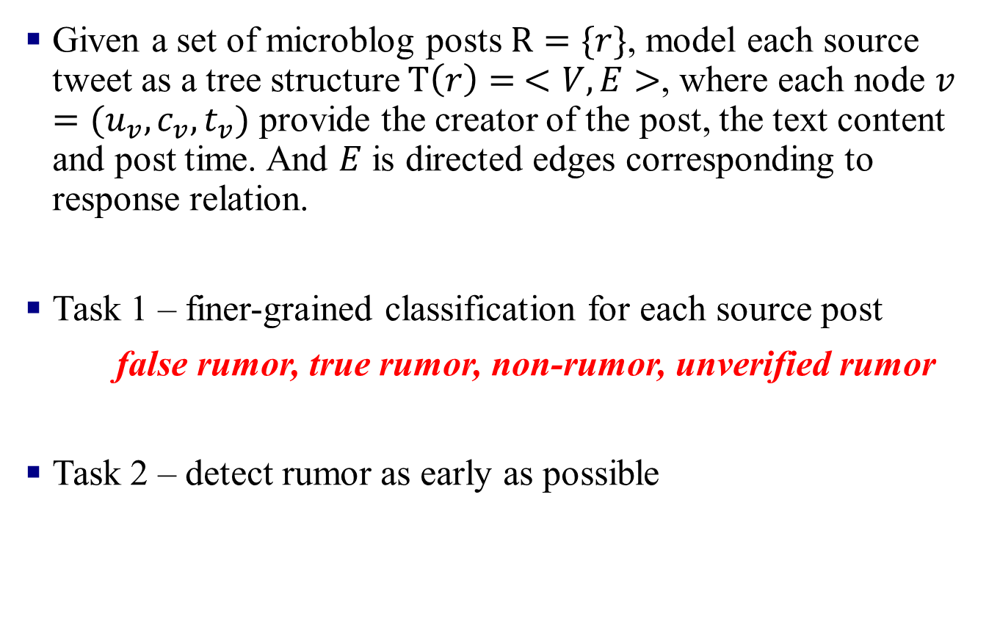 ▪ Given a set of microblog posts R = {r}, model each source
tweet as a tree structure T(r) = < V, E >, where each node v
= (u_v, c_v, t_v) provide the creator of the post, the text content
and post time. And E is directed edges corresponding to
response relation.
▪ Task 1 – finer-grained classification for each source post
false rumor, true rumor, non-rumor, unverified rumor
▪ Task 2 – detect rumor as early as possible